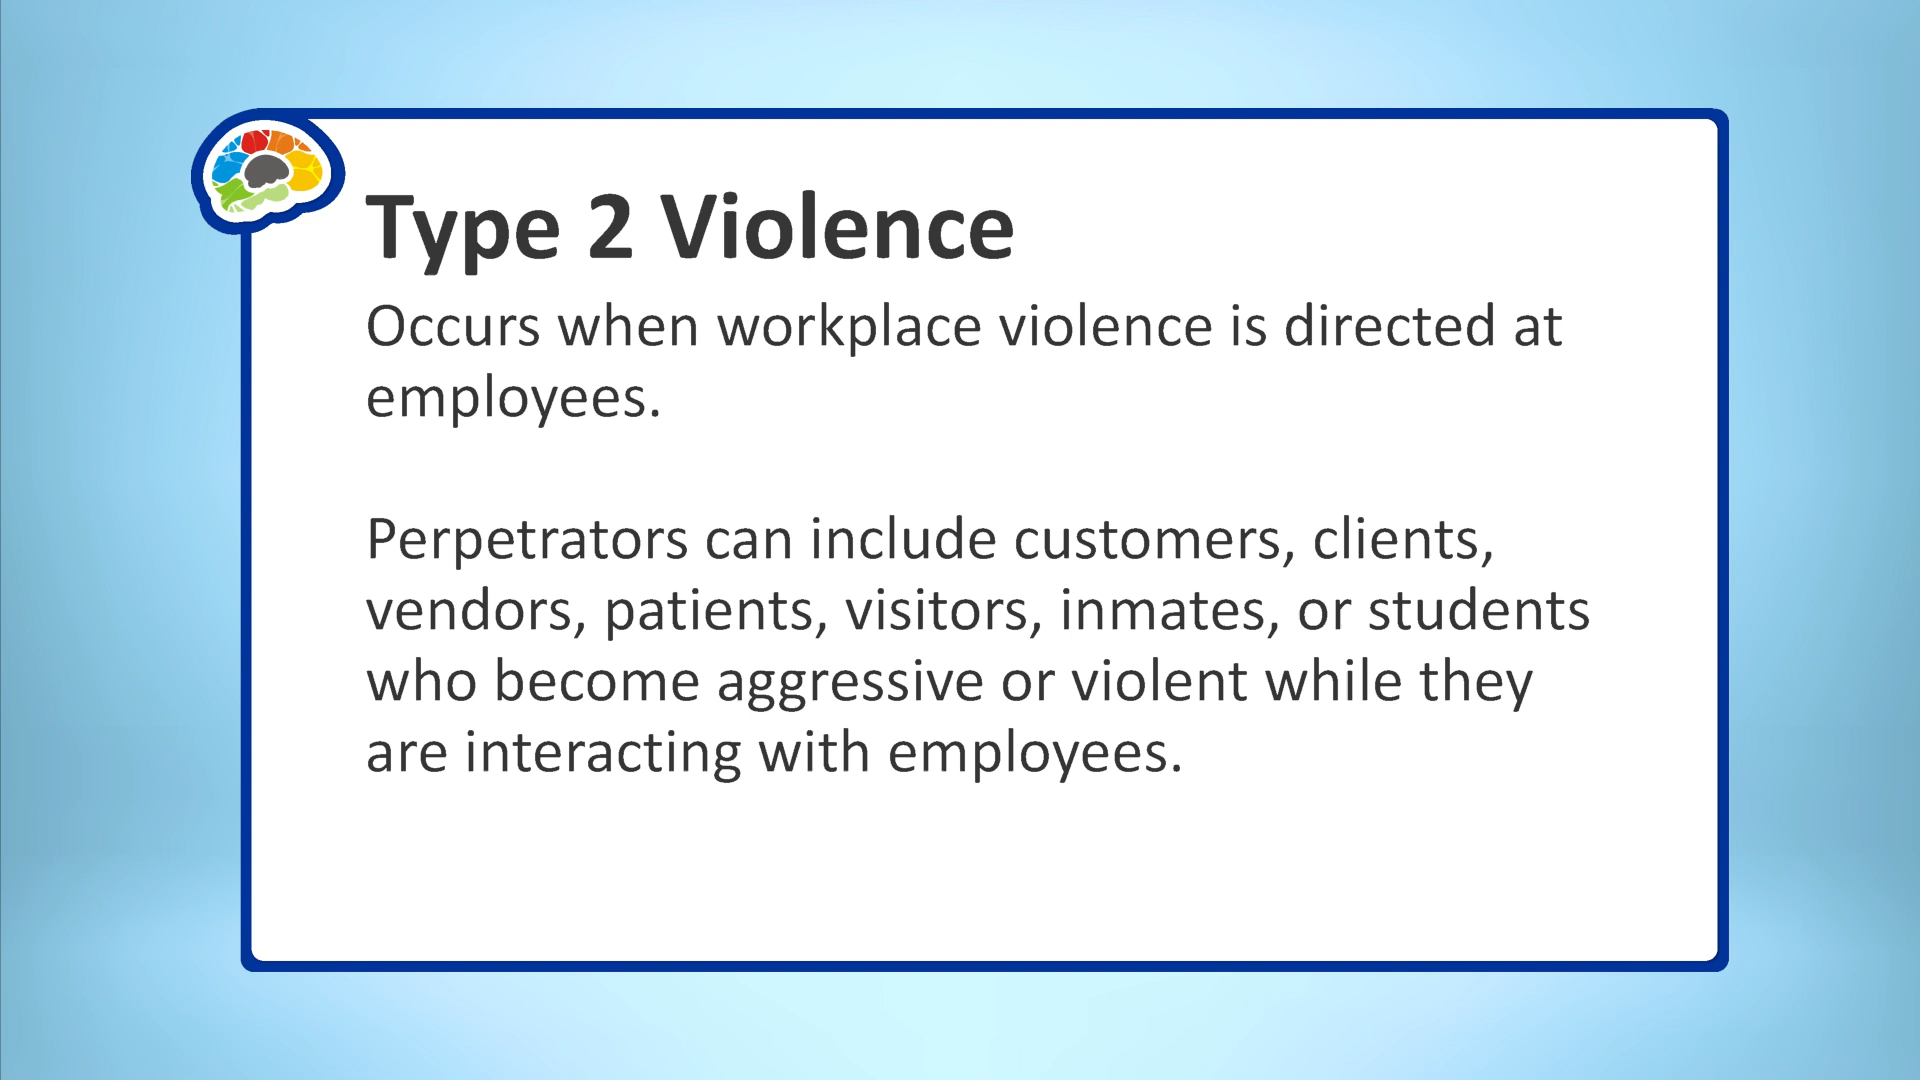 Type 2 Violence
Occurs when workplace violence is directed at
employees.
Perpetrators can include customers, clients,
vendors, patients, visitors, inmates, or students
who become aggressive or violent while they
are interacting with employees.